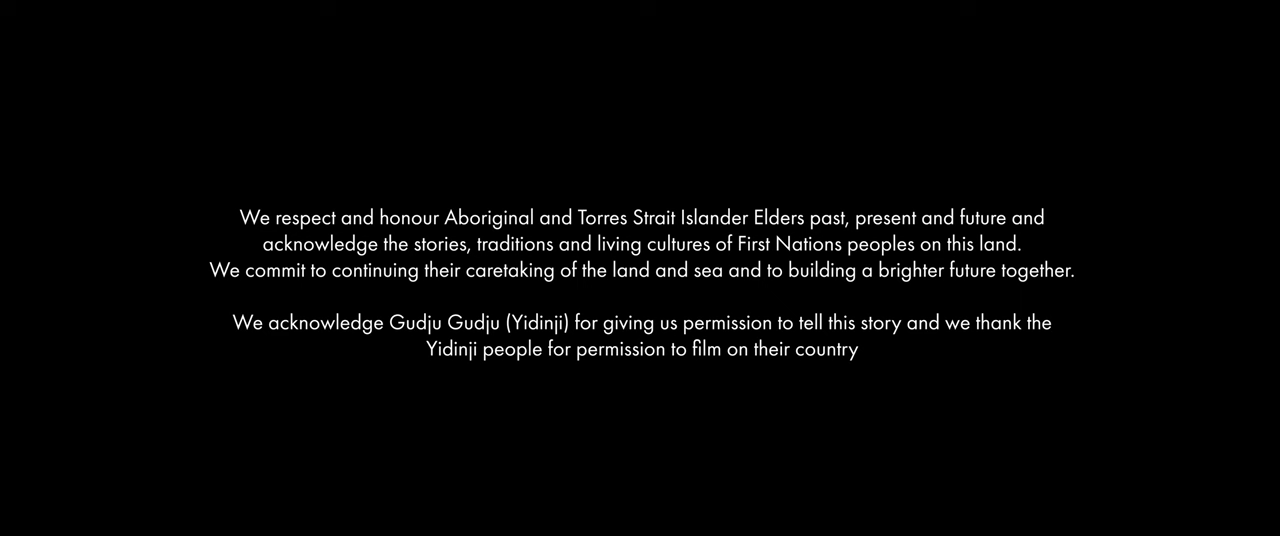 We respect and honour Aboriginal and Torres Strait Islander Elders past, present and future and
acknowledge the stories, traditions and living cultures of First Nations peoples on this land.
We commit to continuing their caretaking of the land and sea and to building a brighter future together.
We acknowledge Gudju Gudju (Yidinji) for giving us permission to tell this story and we thank the
Yidinji people for permission to film on their country